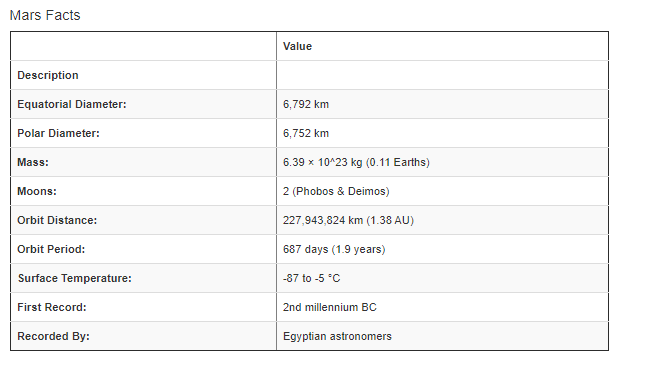 Mars Facts
Value
Description
Equatorial Diameter: 6,792 km
Polar Diameter: 6,752 km
Mass: 6.39 × 10^23 kg (0.11 Earths)
Moons: 2 (Phobos & Deimos)
Orbit Distance: 227,943,824 km (1.38 AU)
Orbit Period: 687 days (1.9 years)
Surface Temperature: -87 to -5 °C
First Record: 2nd millennium BC
Recorded By: Egyptian astronomers